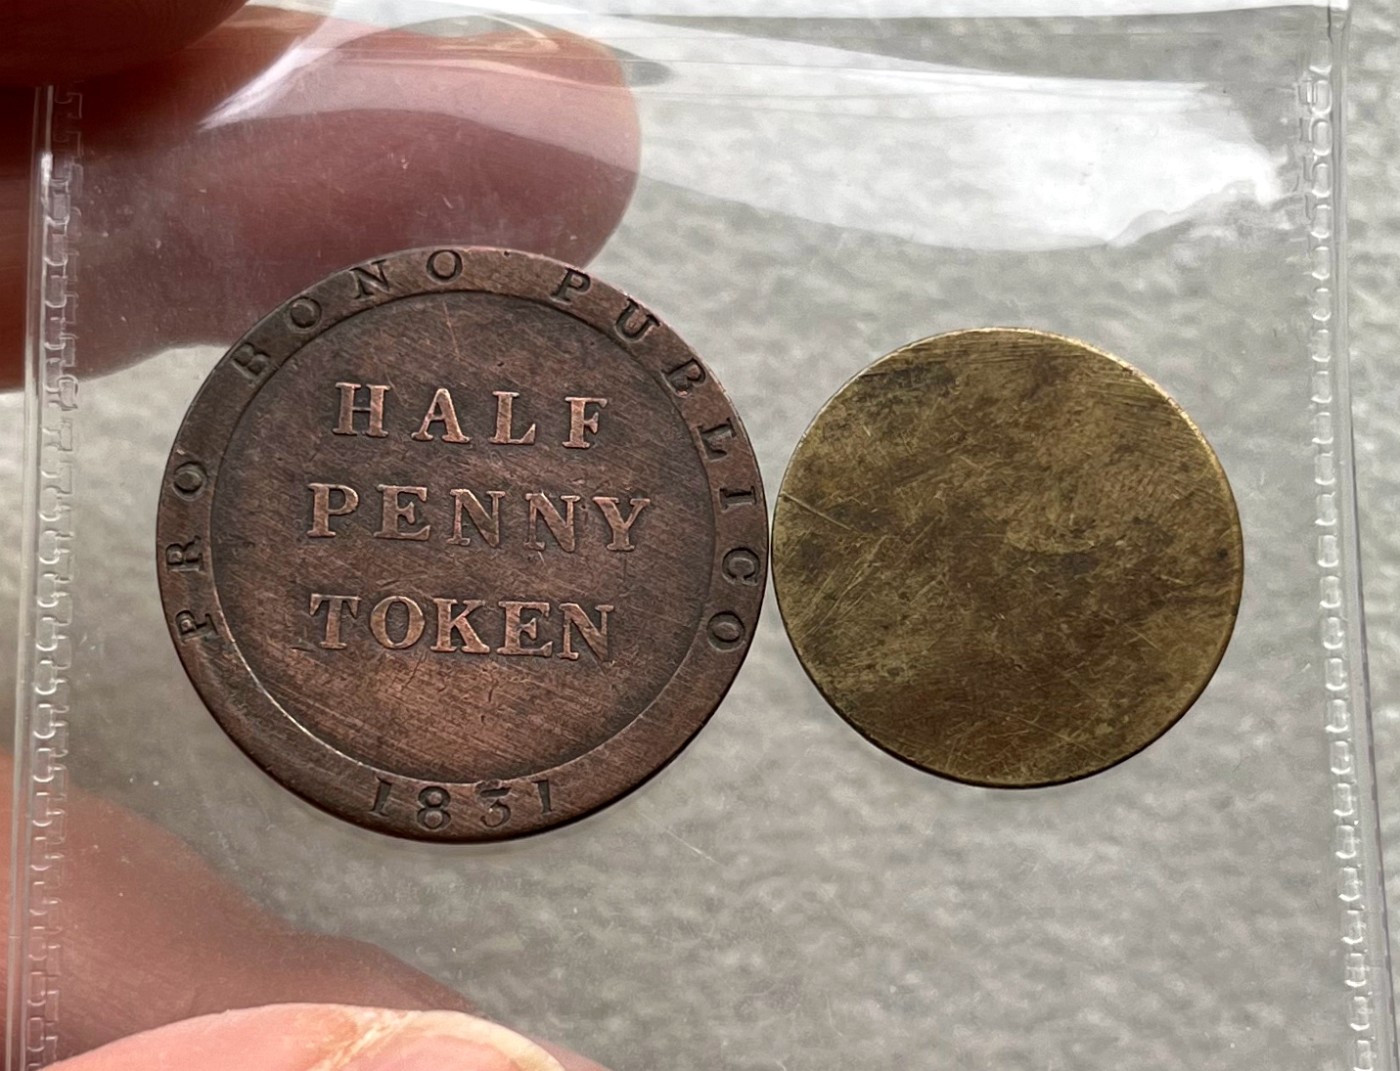 PRO BONO PUBLICO
HALF
PENNY
TOKEN
1831